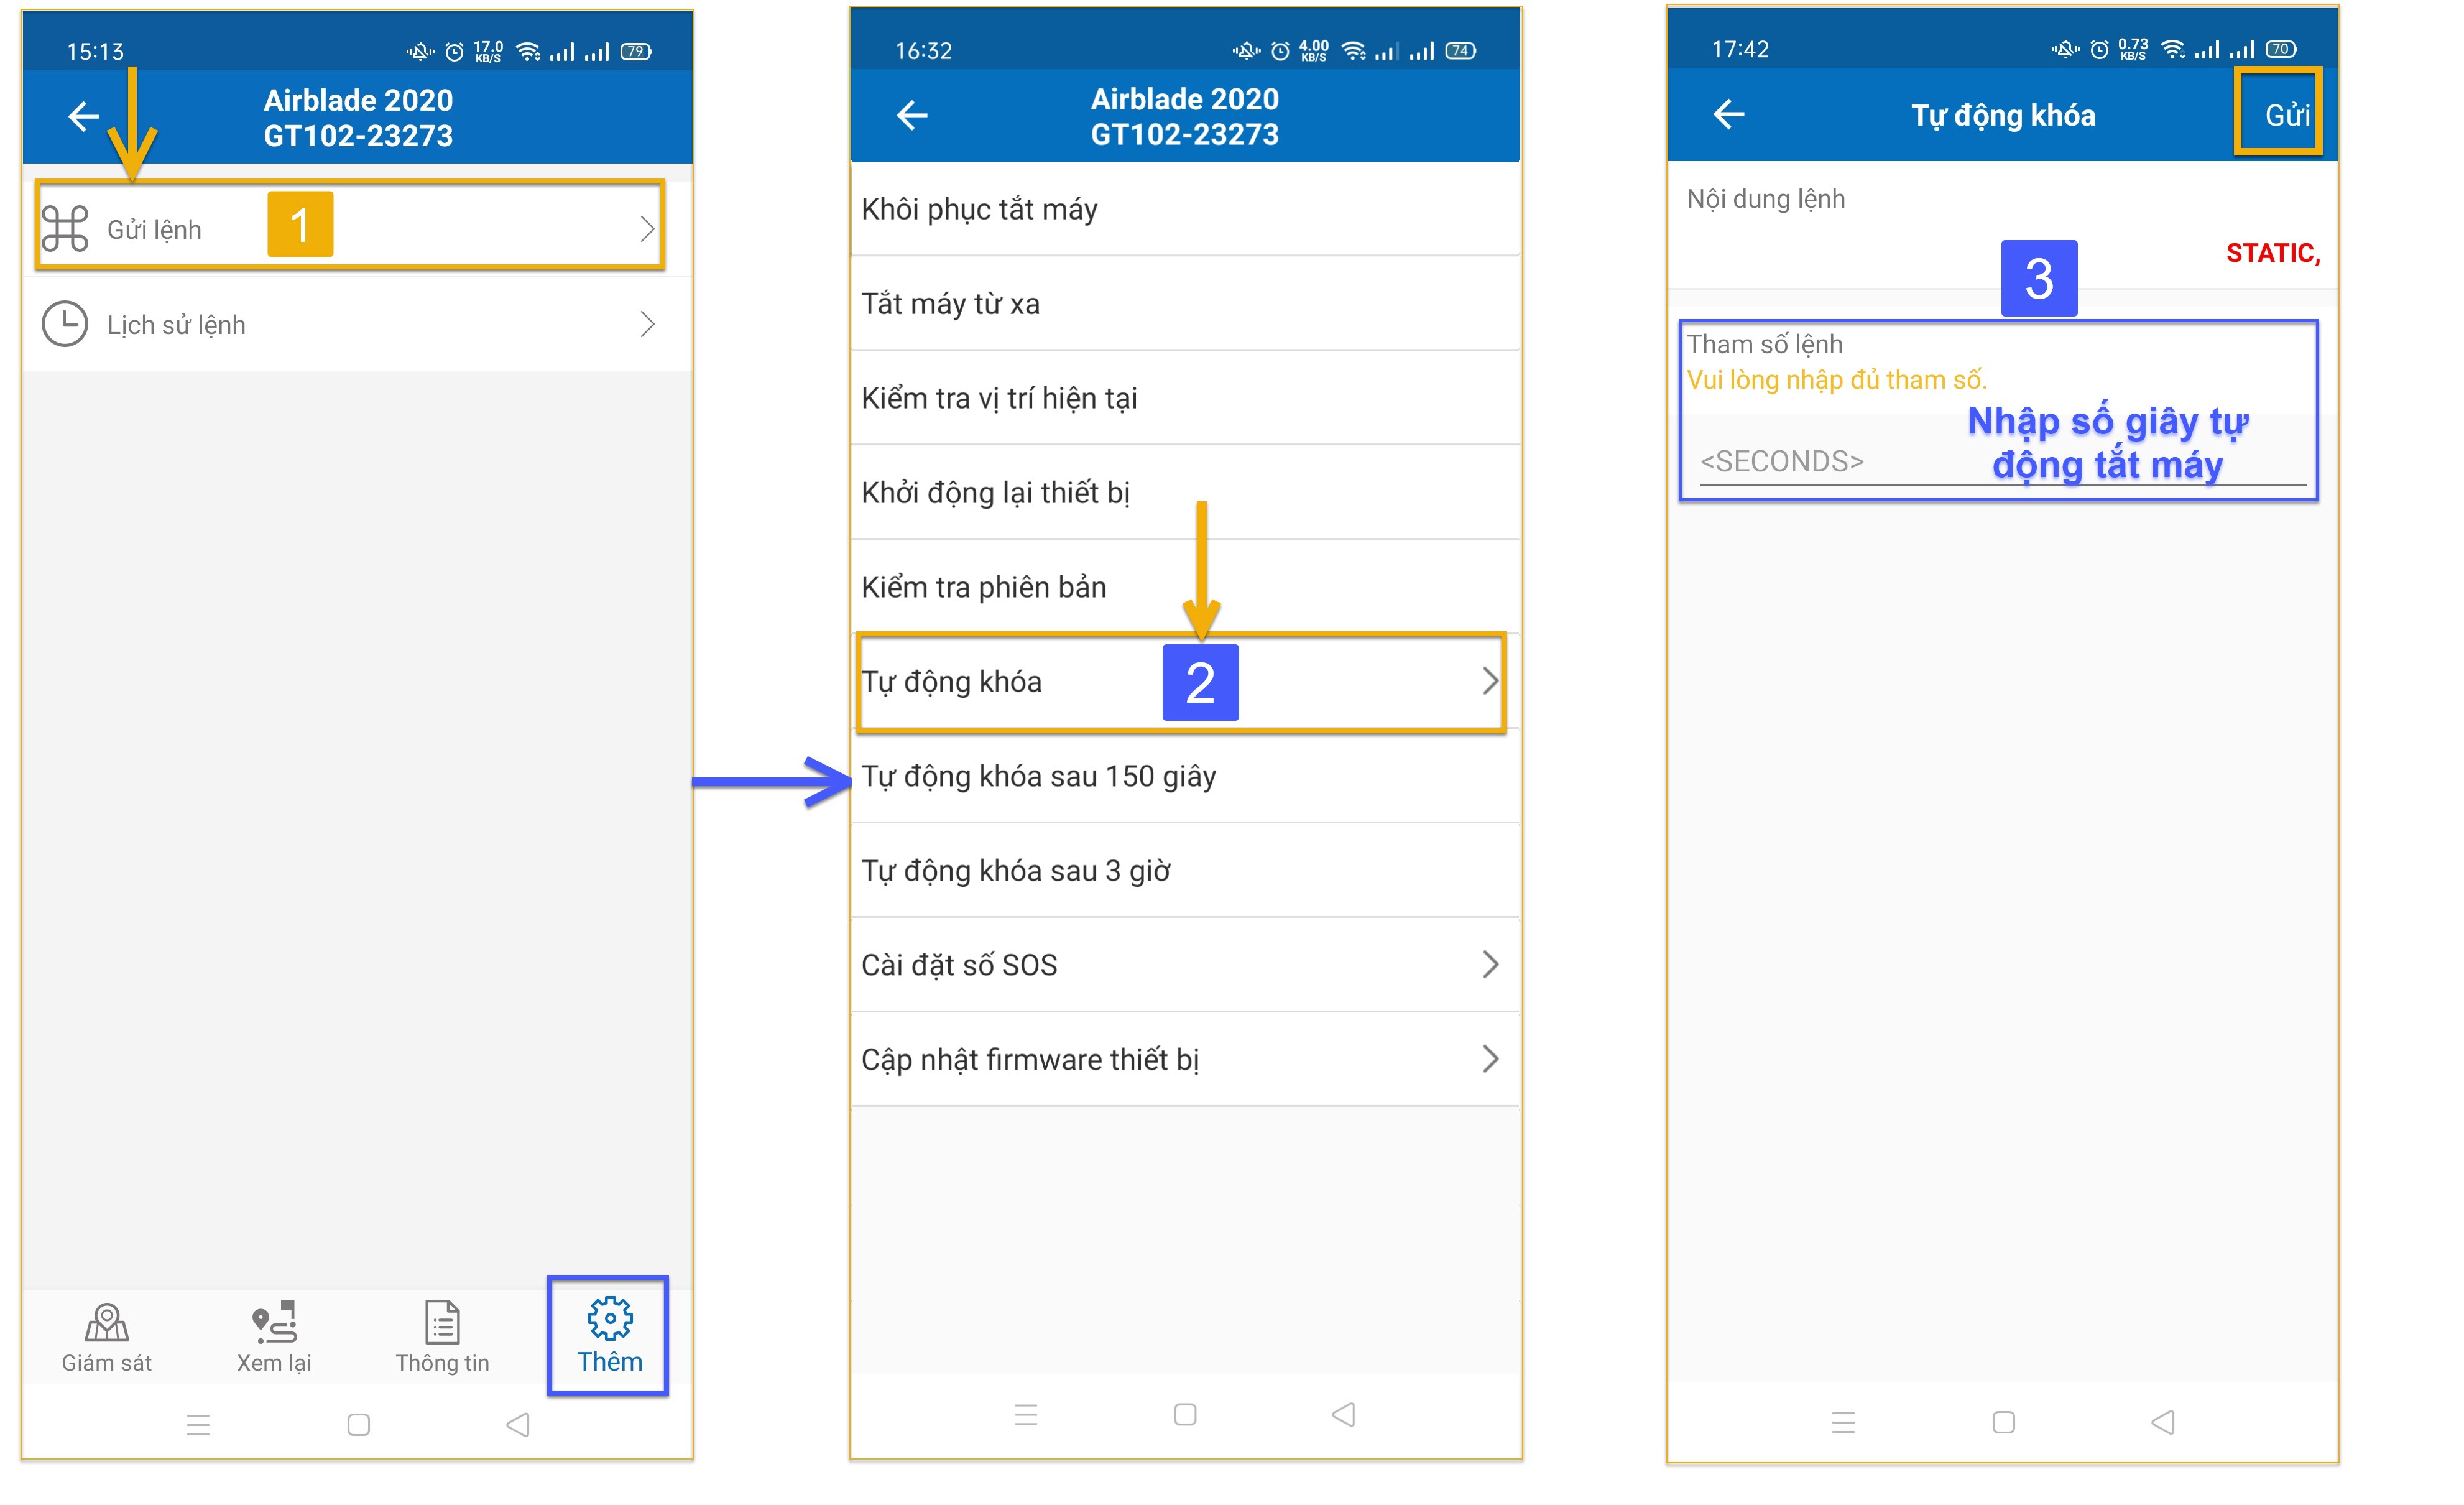 15:13
17.0
KB/S
79
Airblade 2020
GT102-23273
Gửi lệnh
1
Lịch sử lệnh
Giám sát
Xem lại
Thông tin
Thêm
16:32
4.00
KB/S
74
Airblade 2020
GT102-23273
Khôi phục tắt máy
Tắt máy từ xa
Kiểm tra vị trí hiện tại
Khởi động lại thiết bị
Kiểm tra phiên bản
Tự động khóa
2
Tự động khóa sau 150 giây
Tự động khóa sau 3 giờ
Cài đặt số SOS
Cập nhật firmware thiết bị
17:42
0.73
KB/S
70
Tự động khóa
Gửi
Nội dung lệnh
STATIC,
3
Tham số lệnh
Vui lòng nhập đủ tham số.
Nhập số giây tự
động tắt máy
<SECONDS>